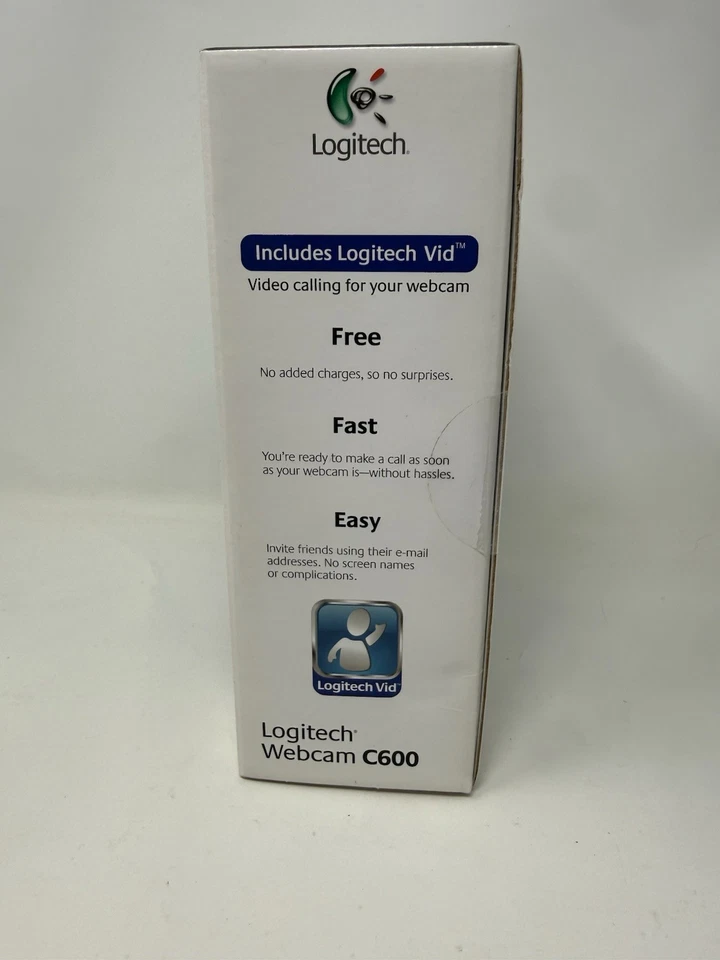 Logitech®
Includes Logitech Vid™
Video calling for your webcam
Free
No added charges, so no surprises.
Fast
You're ready to make a call as soon
as your webcam is—without hassles.
Easy
Invite friends using their e-mail
addresses. No screen names
or complications.
Logitech Vid™
Logitech®
Webcam C600